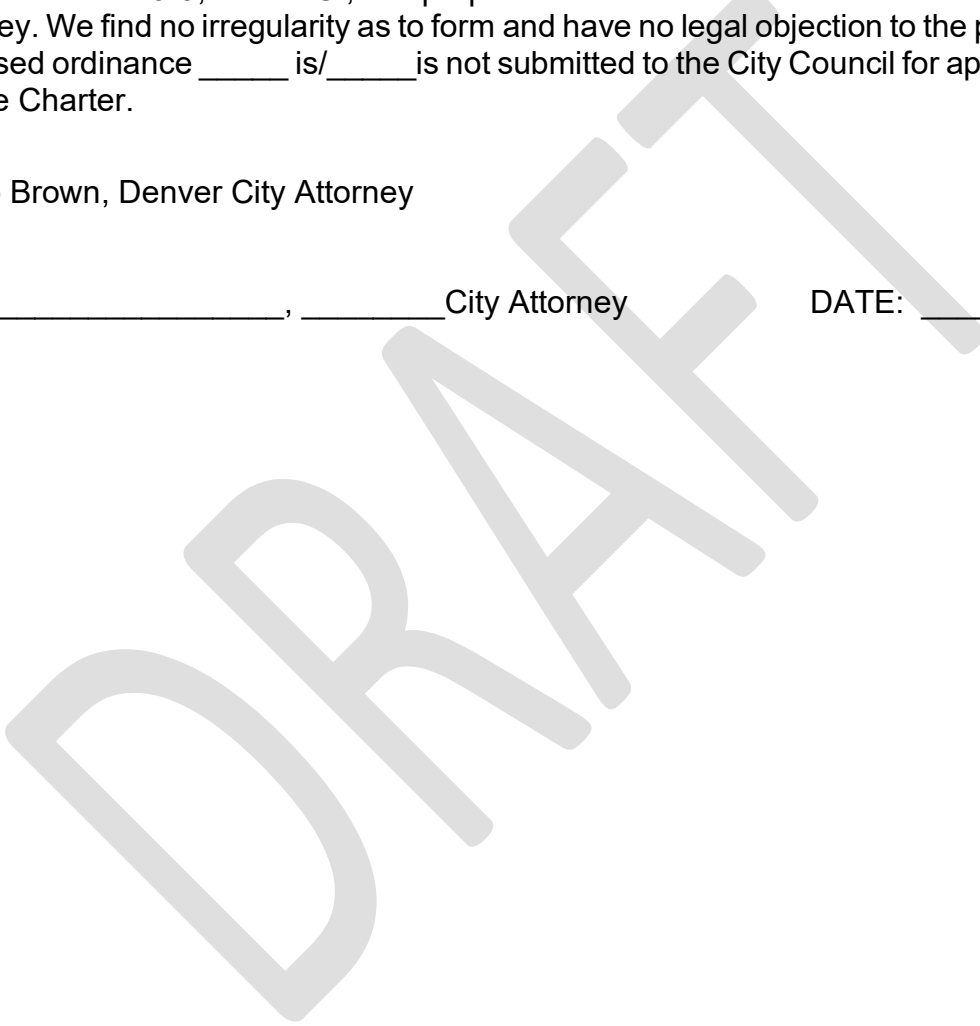 ey. We find no irregularity as to form and have no legal objection to the
sed ordinance _____ is/_____is not submitted to the City Council for ap
e Charter.
Brown, Denver City Attorney
________________, ________City Attorney DATE: ____
DRAFT